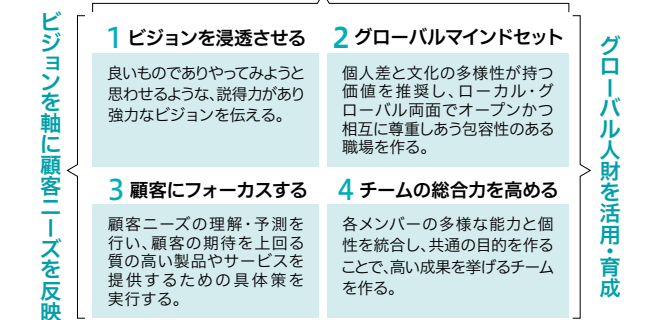 ビジョンを軸に顧客ニーズを反映
1 ビジョンを浸透させる
良いものでありやってみようと
思わせるような、説得力があり
強力なビジョンを伝える。
2 グローバルマインドセット
個人差と文化の多様性が持つ
価値を推奨し、ローカル・グ
ローバル両面でオープンかつ
相互に尊重しあう包容性のある
職場を作る。
3 顧客にフォーカスする
顧客ニーズの理解・予測を
行い、顧客の期待を上回る
質の高い製品やサービスを
提供するための具体策を
実行する。
4 チームの総合力を高める
各メンバーの多様な能力と個
性を統合し、共通の目的を作る
ことで、高い成果を挙げるチーム
を作る。
グローバル人財を活用・育成